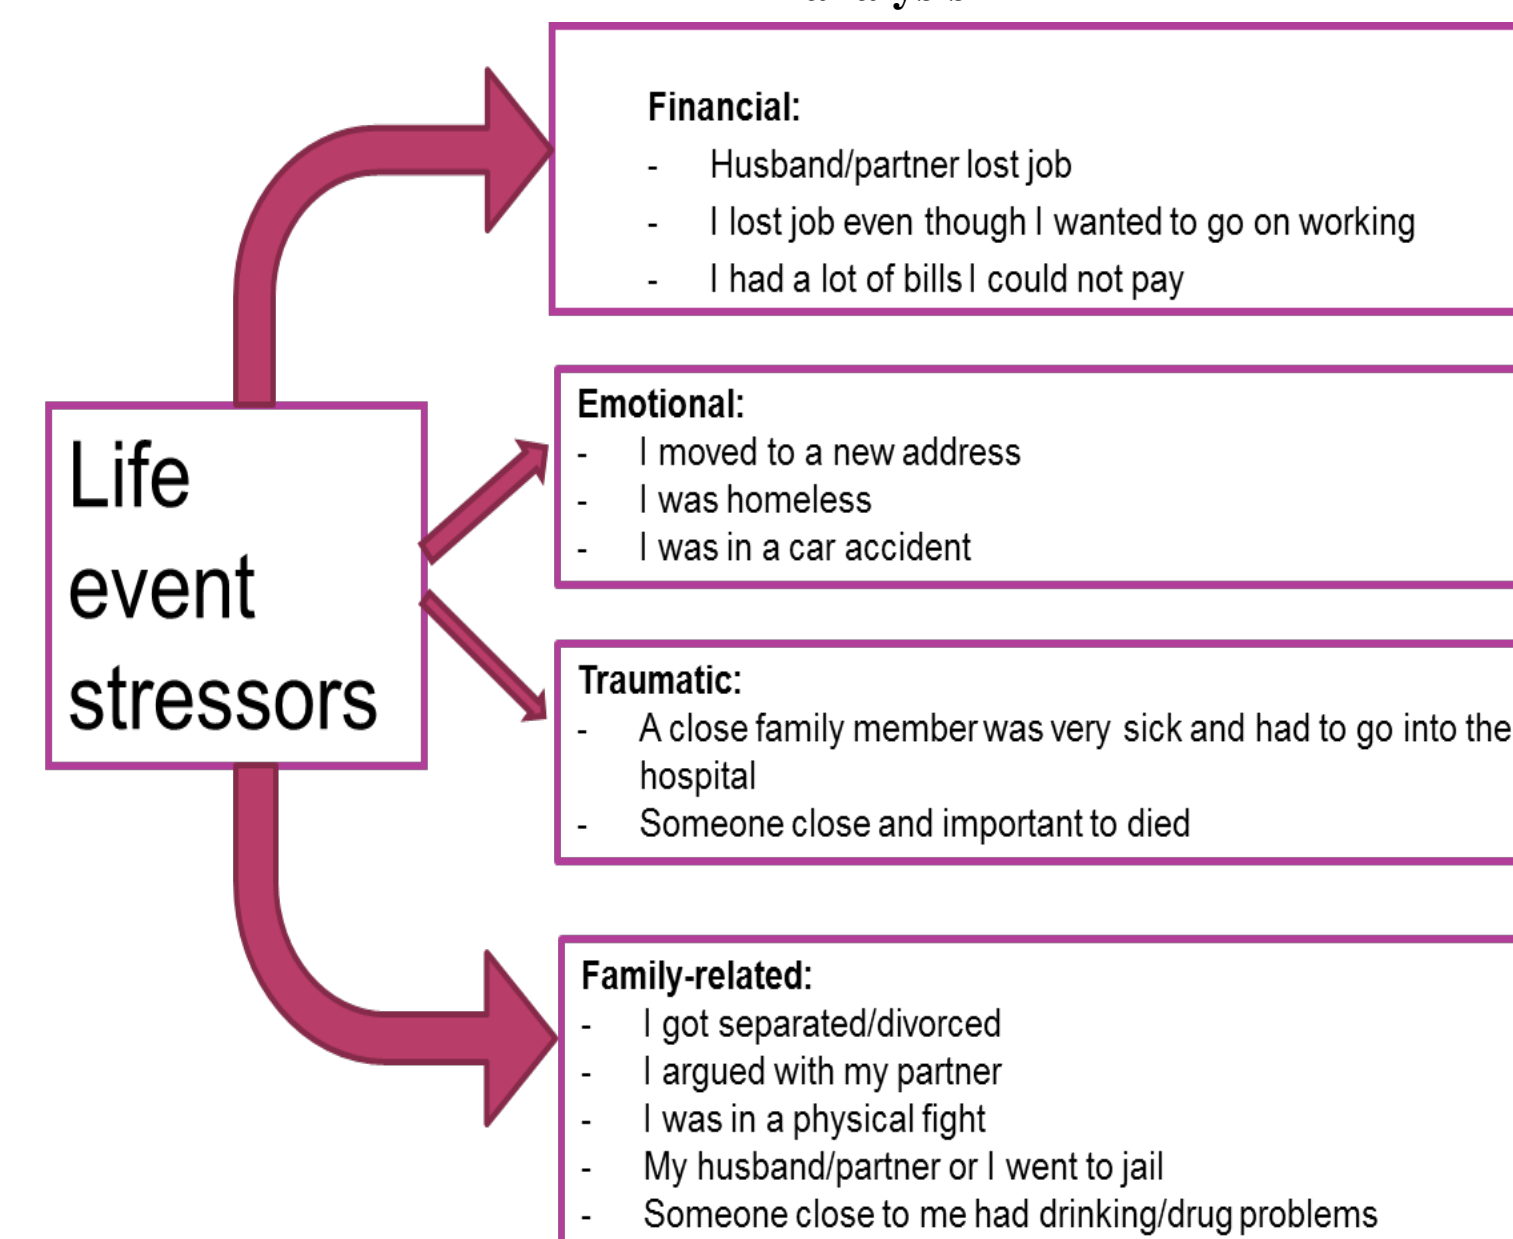 Financial:
- Husband/partner lost job
- I lost job even though I wanted to go on working
- I had a lot of bills I could not pay
Life
event
stressors
Emotional:
- I moved to a new address
- I was homeless
- I was in a car accident
Traumatic:
- A close family member was very sick and had to go into the
hospital
- Someone close and important to died
Family-related:
- I got separated/divorced
- I argued with my partner
- I was in a physical fight
- My husband/partner or I went to jail
- Someone close to me had drinking/drug problems